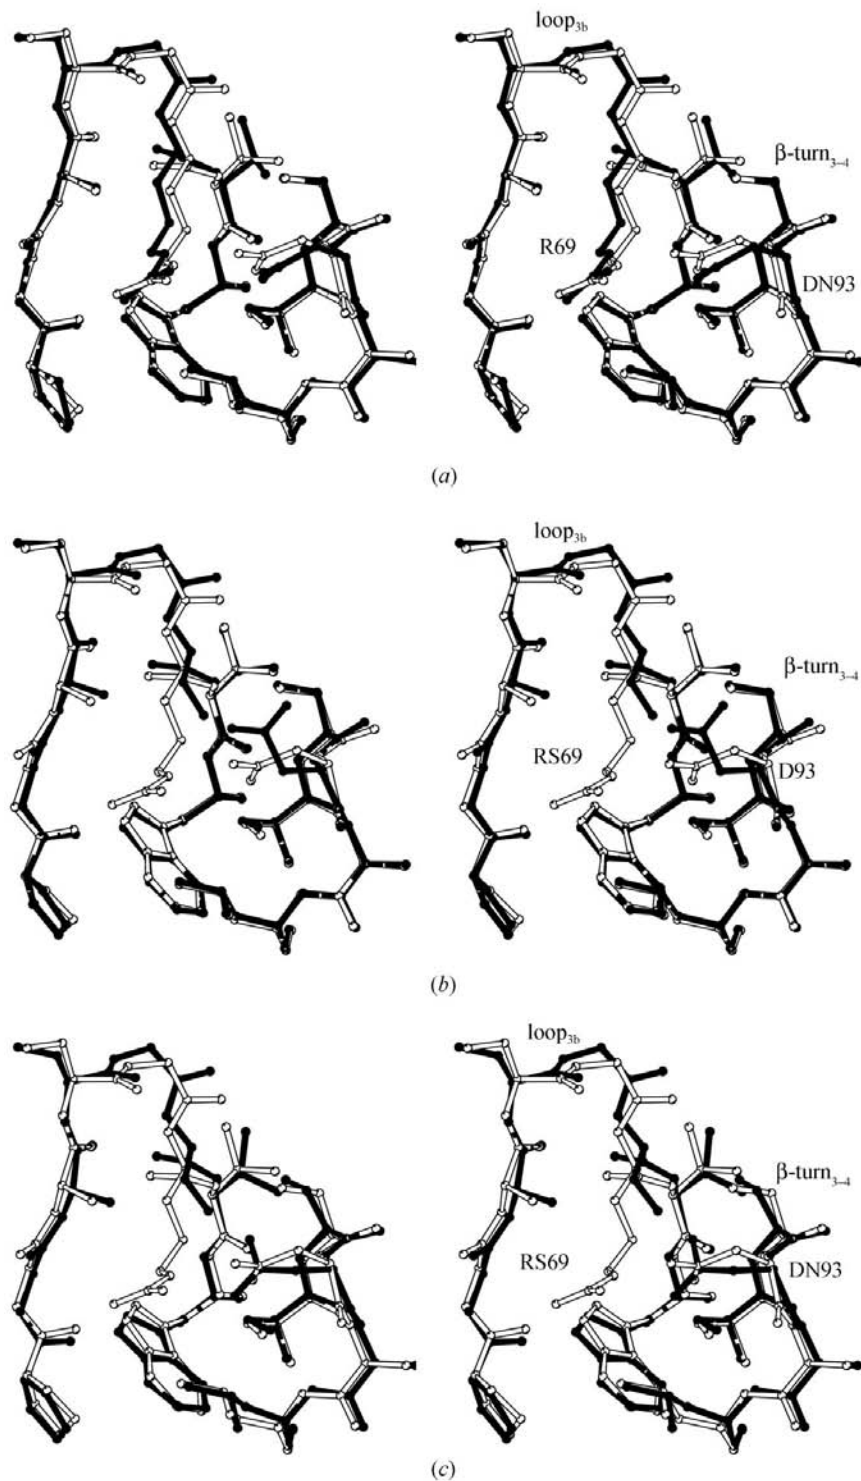 loop3b
β-turn3–4
R69
DN93
(a)
loop3b
β-turn3–4
RS69
D93
(b)
loop3b
β-turn3–4
RS69
DN93
(c)